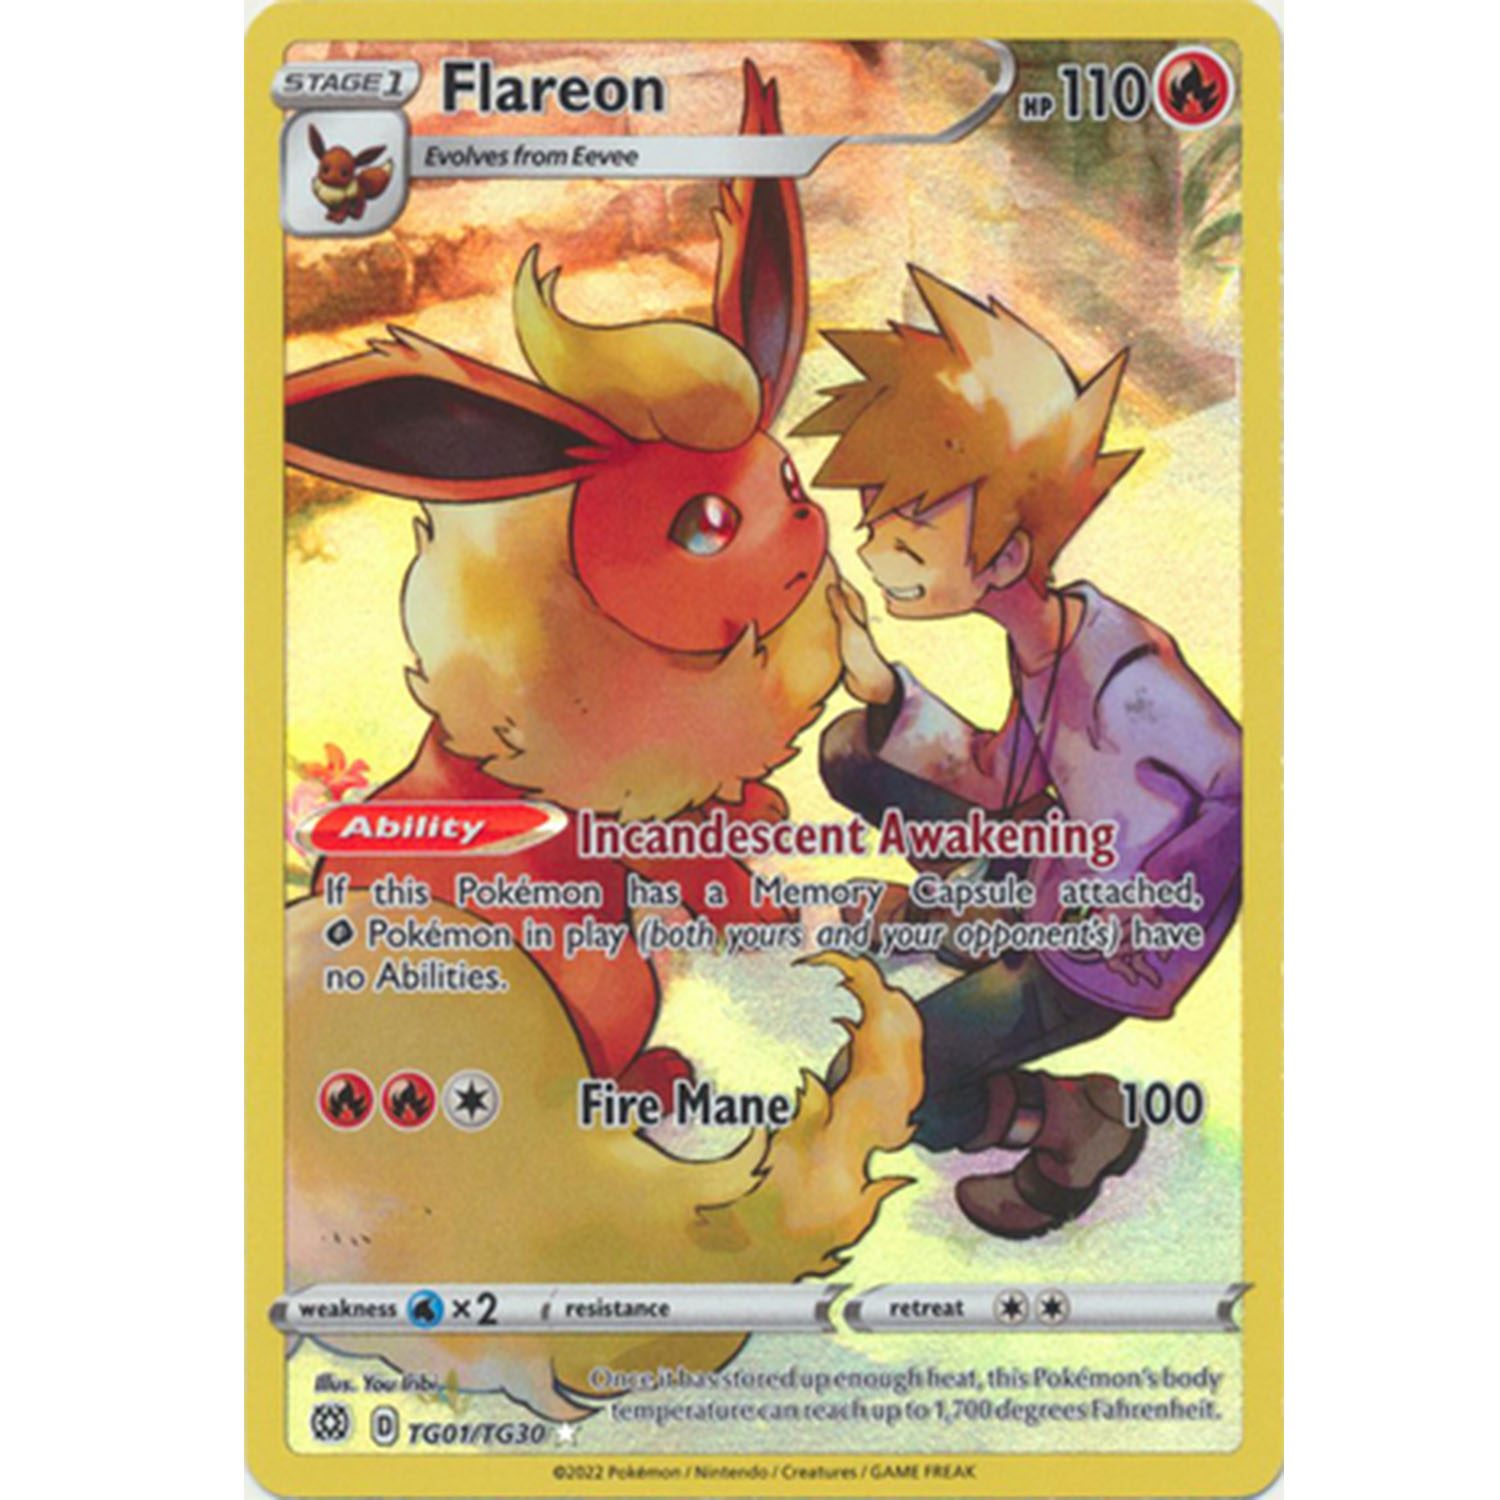 STAGE 1
Flareon
HP 110
Evolves from Eevee
Ability Incandescent Awakening
If this Pokémon has a Memory Capsule attached,
Pokémon in play (both yours and your opponent's) have
no Abilities.
Fire Mane 100
weakness ×2 resistance retreat
Illus. You Iribi
Once it has stored up enough heat, this Pokémon's body
temperature can reach up to 1,700 degrees Fahrenheit.
D TG01/TG30
©2022 Pokémon / Nintendo / Creatures / GAME FREAK